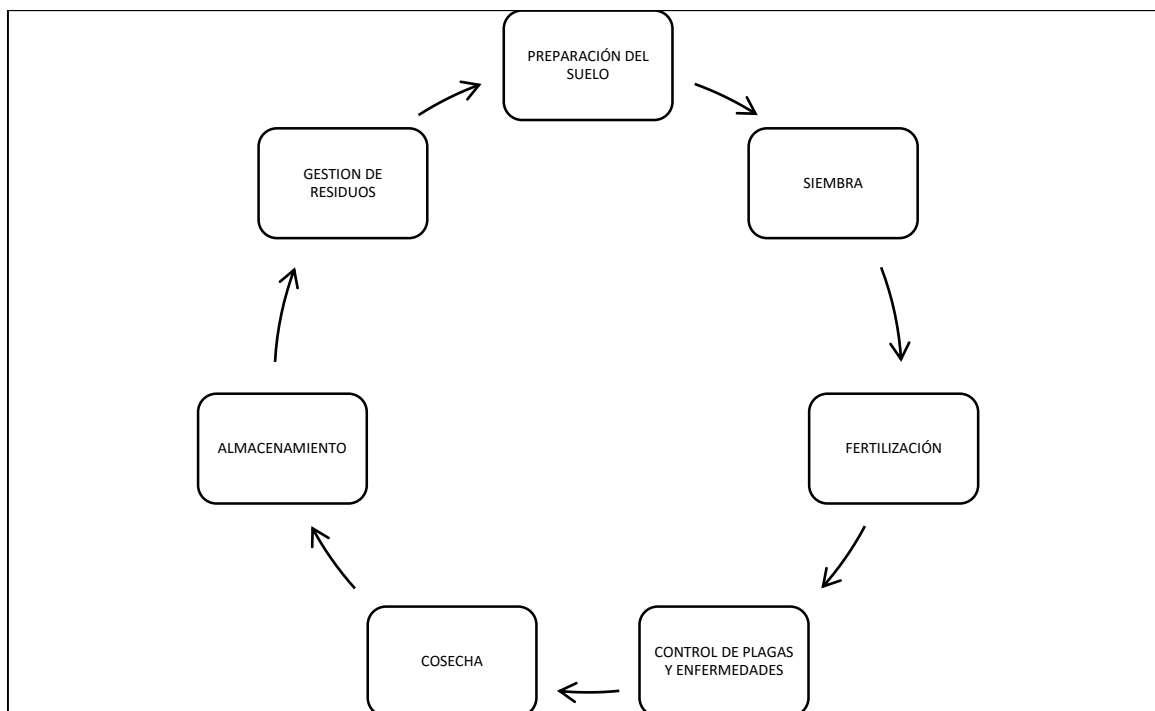 PREPARACIÓN DEL
SUELO
SIEMBRA
FERTILIZACIÓN
CONTROL DE PLAGAS
Y ENFERMEDADES
COSECHA
ALMACENAMIENTO
GESTION DE
RESIDUOS